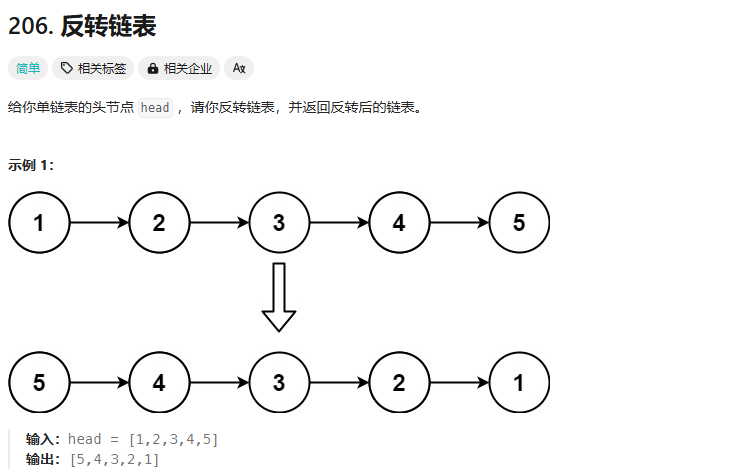 206. 反转链表
简单 相关标签 相关企业 A文
给你单链表的头节点 head ，请你反转链表，并返回反转后的链表。
示例 1：
1 2 3 4 5
5 4 3 2 1
输入：head = [1,2,3,4,5]
输出：[5,4,3,2,1]